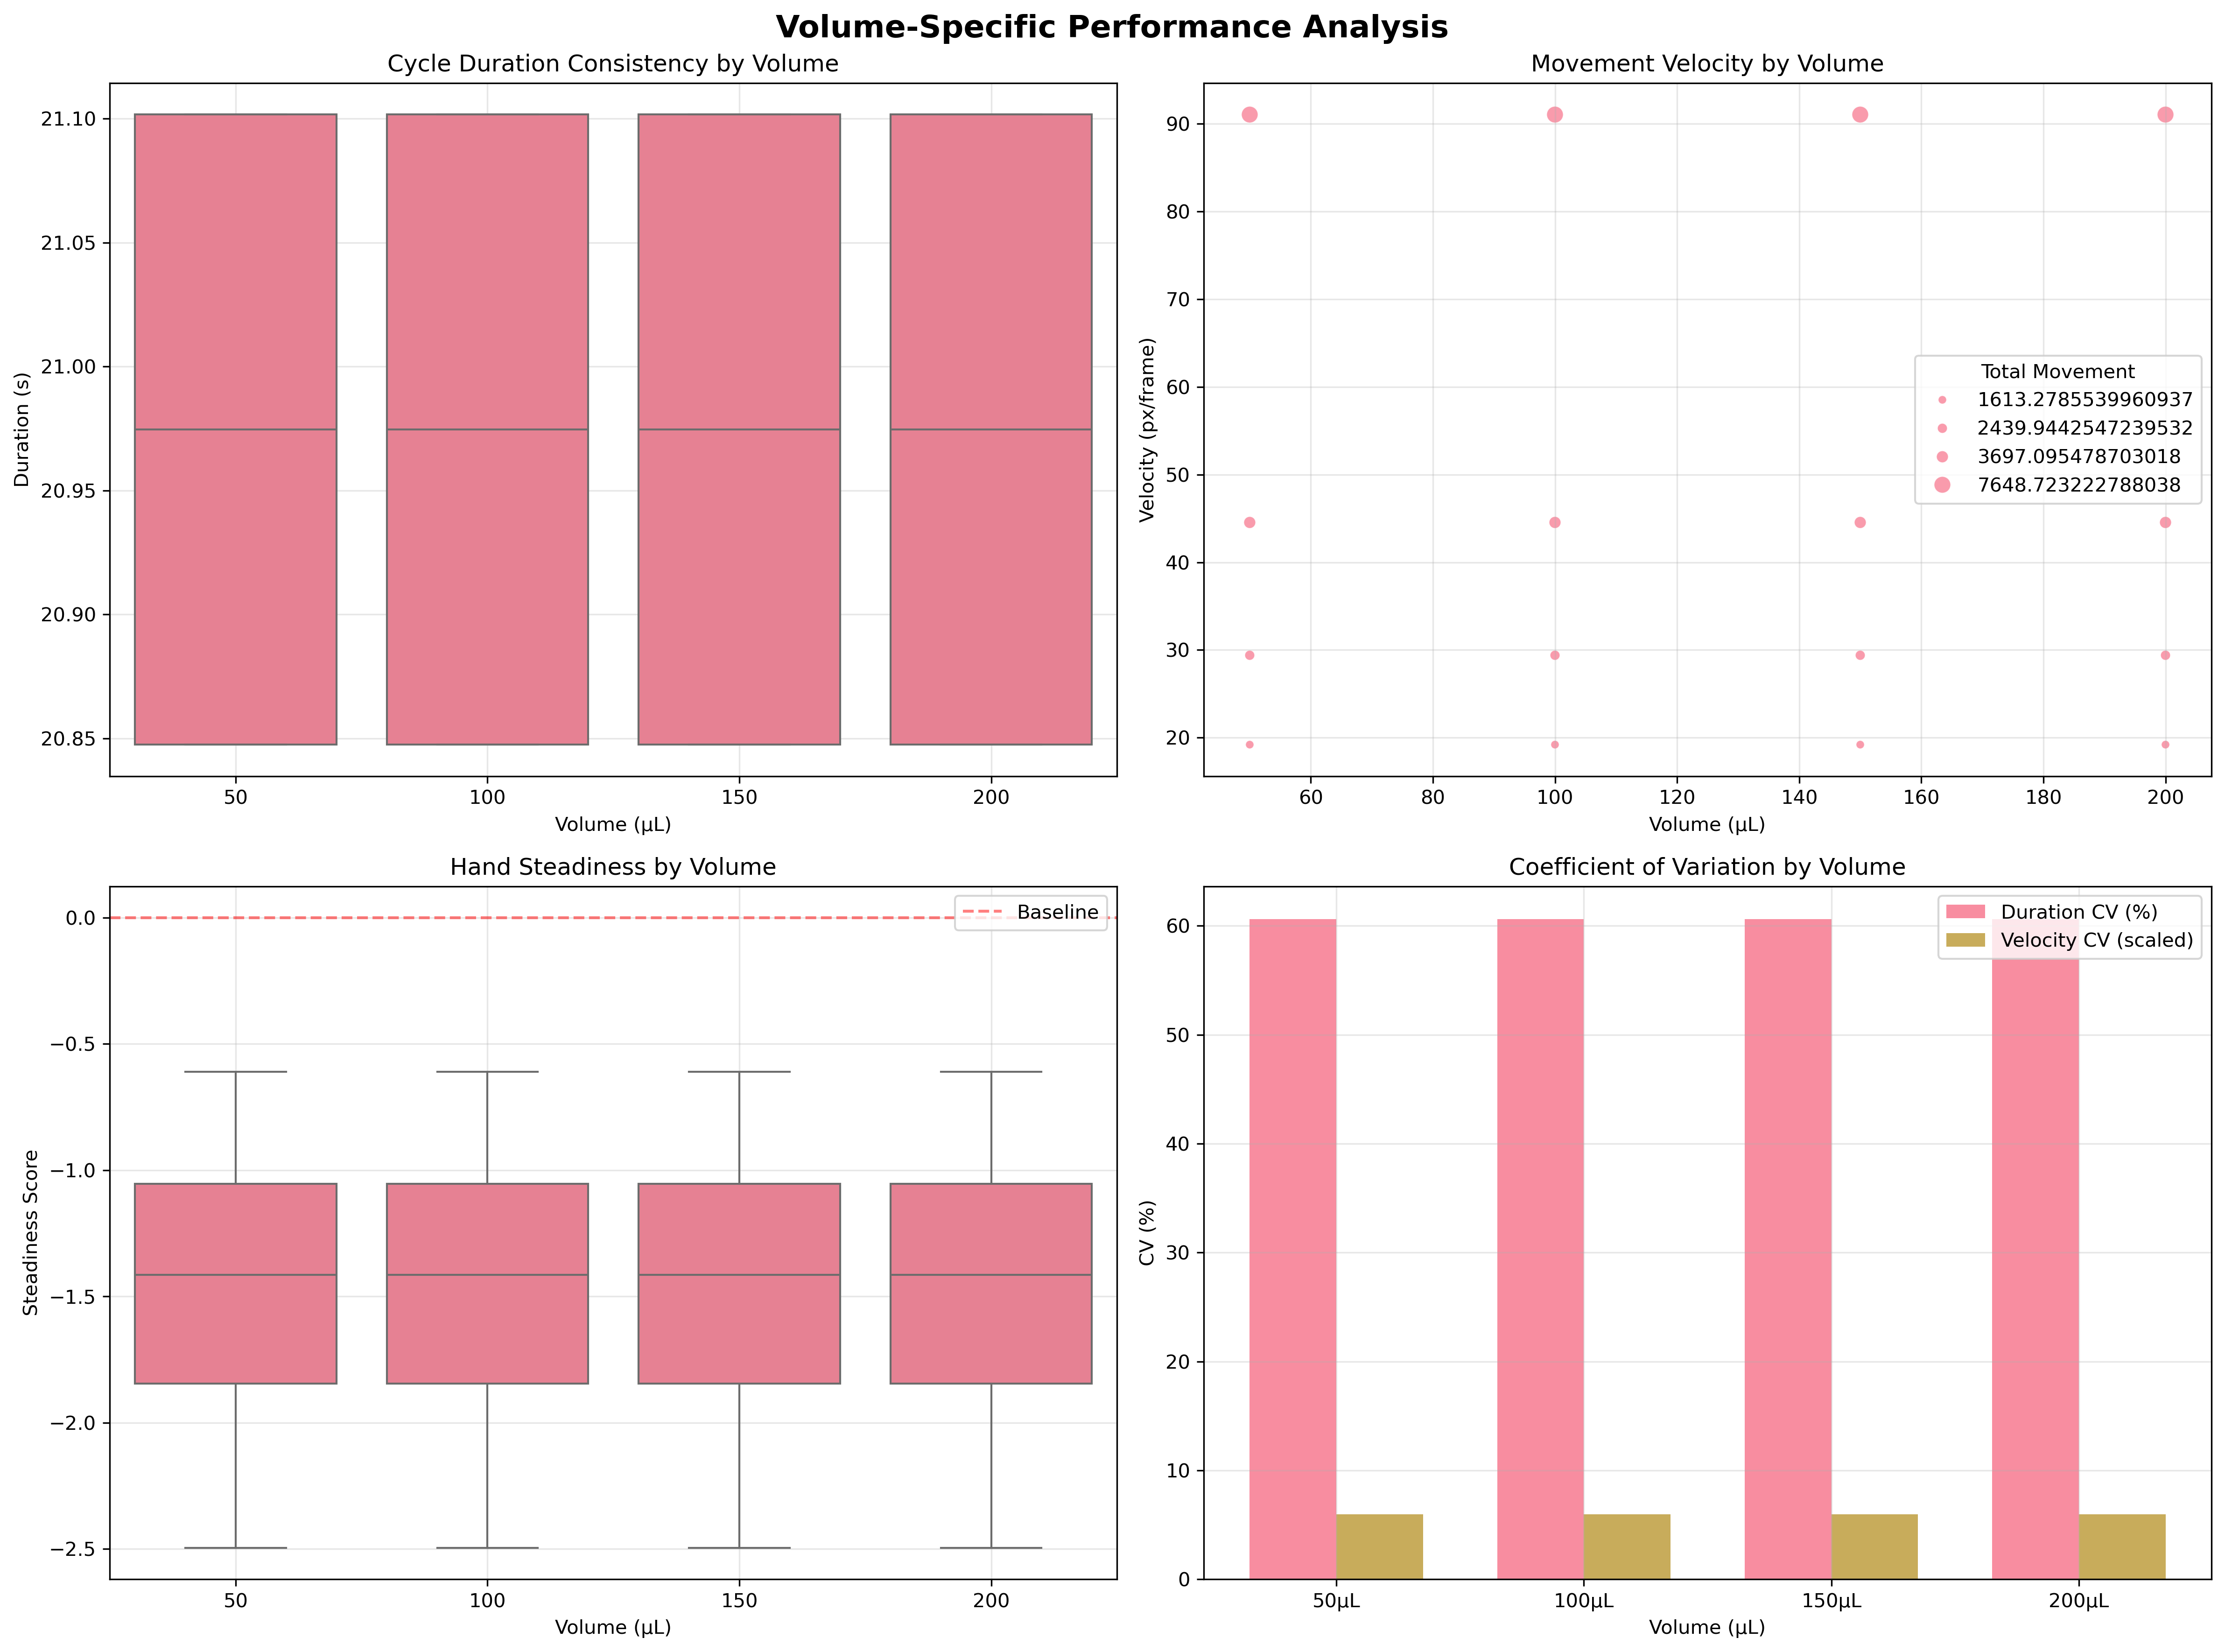 Volume-Specific Performance Analysis
Cycle Duration Consistency by Volume
21.10
21.05
21.00
20.95
20.90
20.85
Duration (s)
50 100 150 200
Volume (μL)
Movement Velocity by Volume
90
80
70
60
50
40
30
20
Velocity (px/frame)
Total Movement
1613.2785539960937
2439.9442547239532
3697.095478703018
7648.723222788038
60 80 100 120 140 160 180 200
Volume (μL)
Hand Steadiness by Volume
0.0
−0.5
−1.0
−1.5
−2.0
−2.5
Steadiness Score
Baseline
50 100 150 200
Volume (μL)
Coefficient of Variation by Volume
60
50
40
30
20
10
0
CV (%)
Duration CV (%)
Velocity CV (scaled)
50μL 100μL 150μL 200μL
Volume (μL)